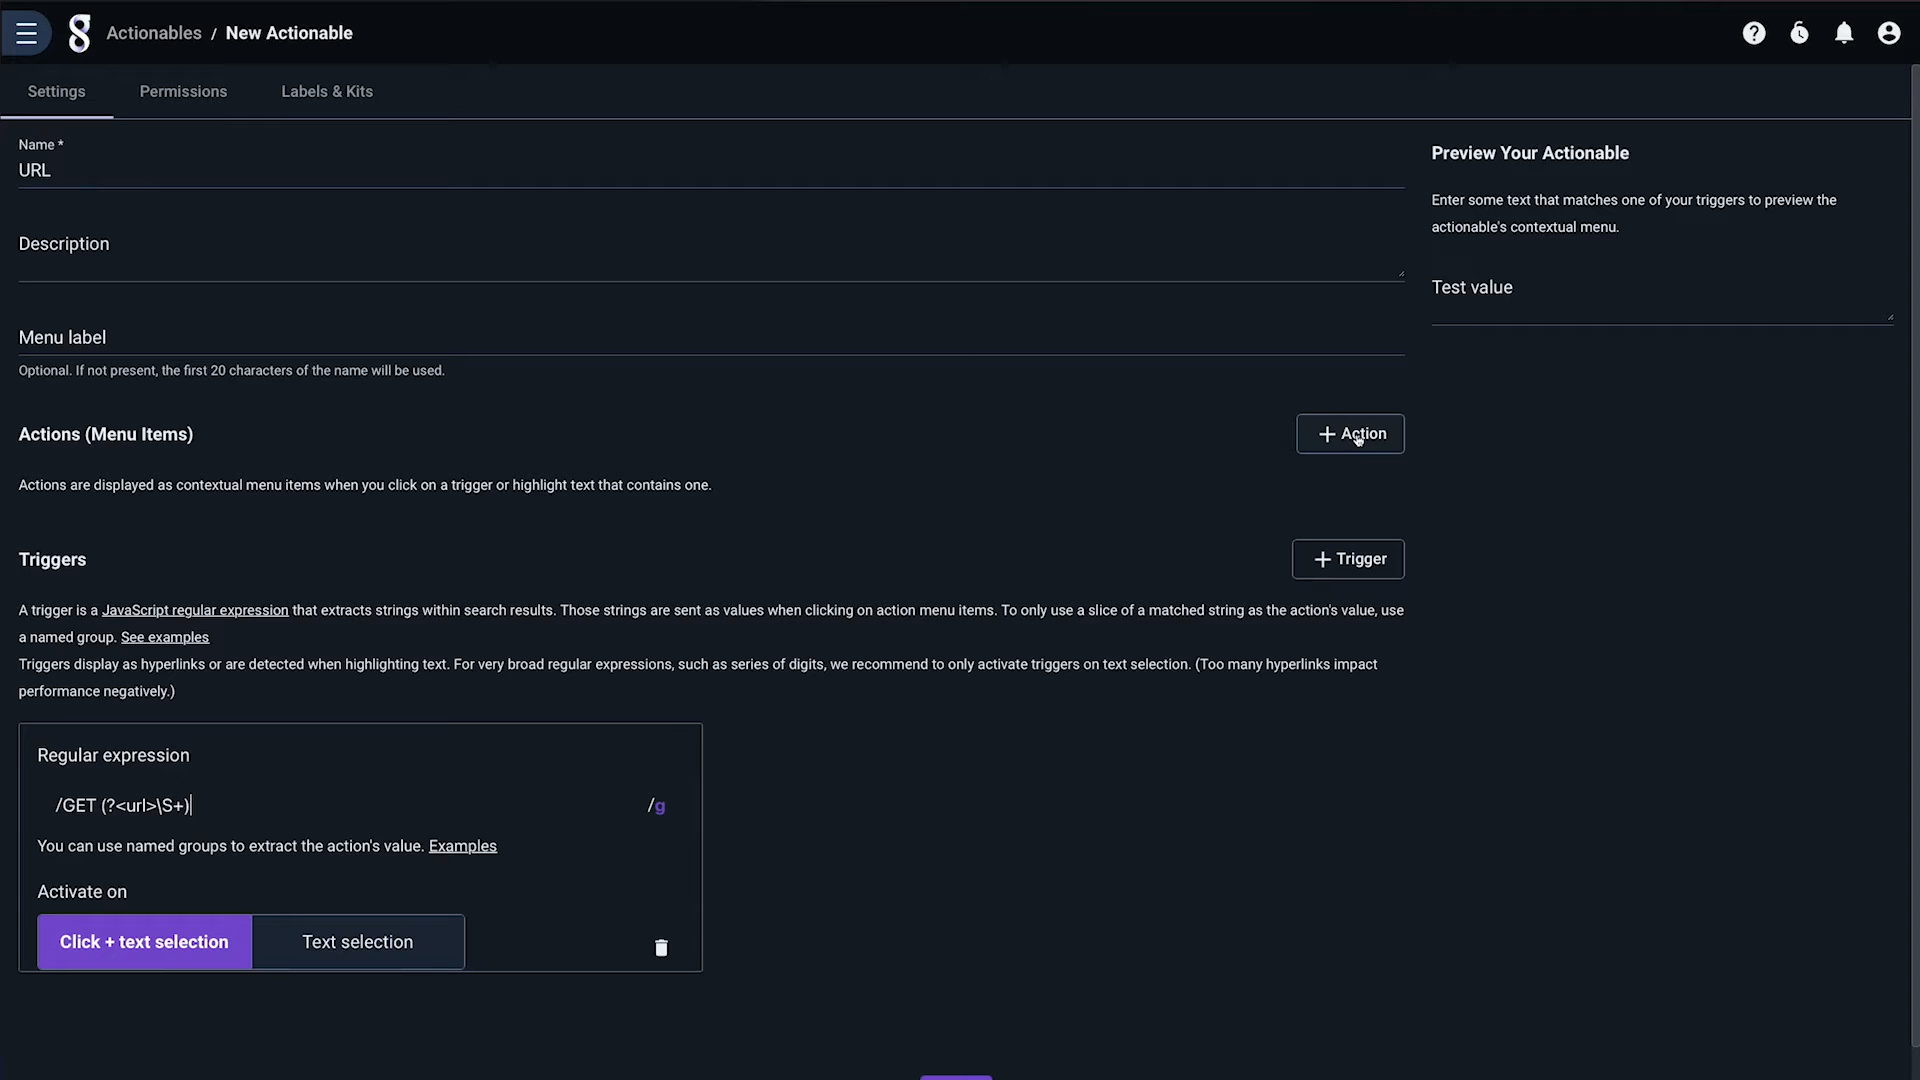 Actionables / New Actionable
Settings
Permissions
Labels & Kits
Name *
URL
Description
Menu label
Optional. If not present, the first 20 characters of the name will be used.
Actions (Menu Items)
+ Action
Actions are displayed as contextual menu items when you click on a trigger or highlight text that contains one.
Triggers
+ Trigger
A trigger is a JavaScript regular expression that extracts strings within search results. Those strings are sent as values when clicking on action menu items. To only use a slice of a matched string as the action's value, use
a named group. See examples
Triggers display as hyperlinks or are detected when highlighting text. For very broad regular expressions, such as series of digits, we recommend to only activate triggers on text selection. (Too many hyperlinks impact
performance negatively.)
Regular expression
/GET (?<url>\S+)
/g
You can use named groups to extract the action's value. Examples
Activate on
Click + text selection
Text selection
Preview Your Actionable
Enter some text that matches one of your triggers to preview the
actionable's contextual menu.
Test value